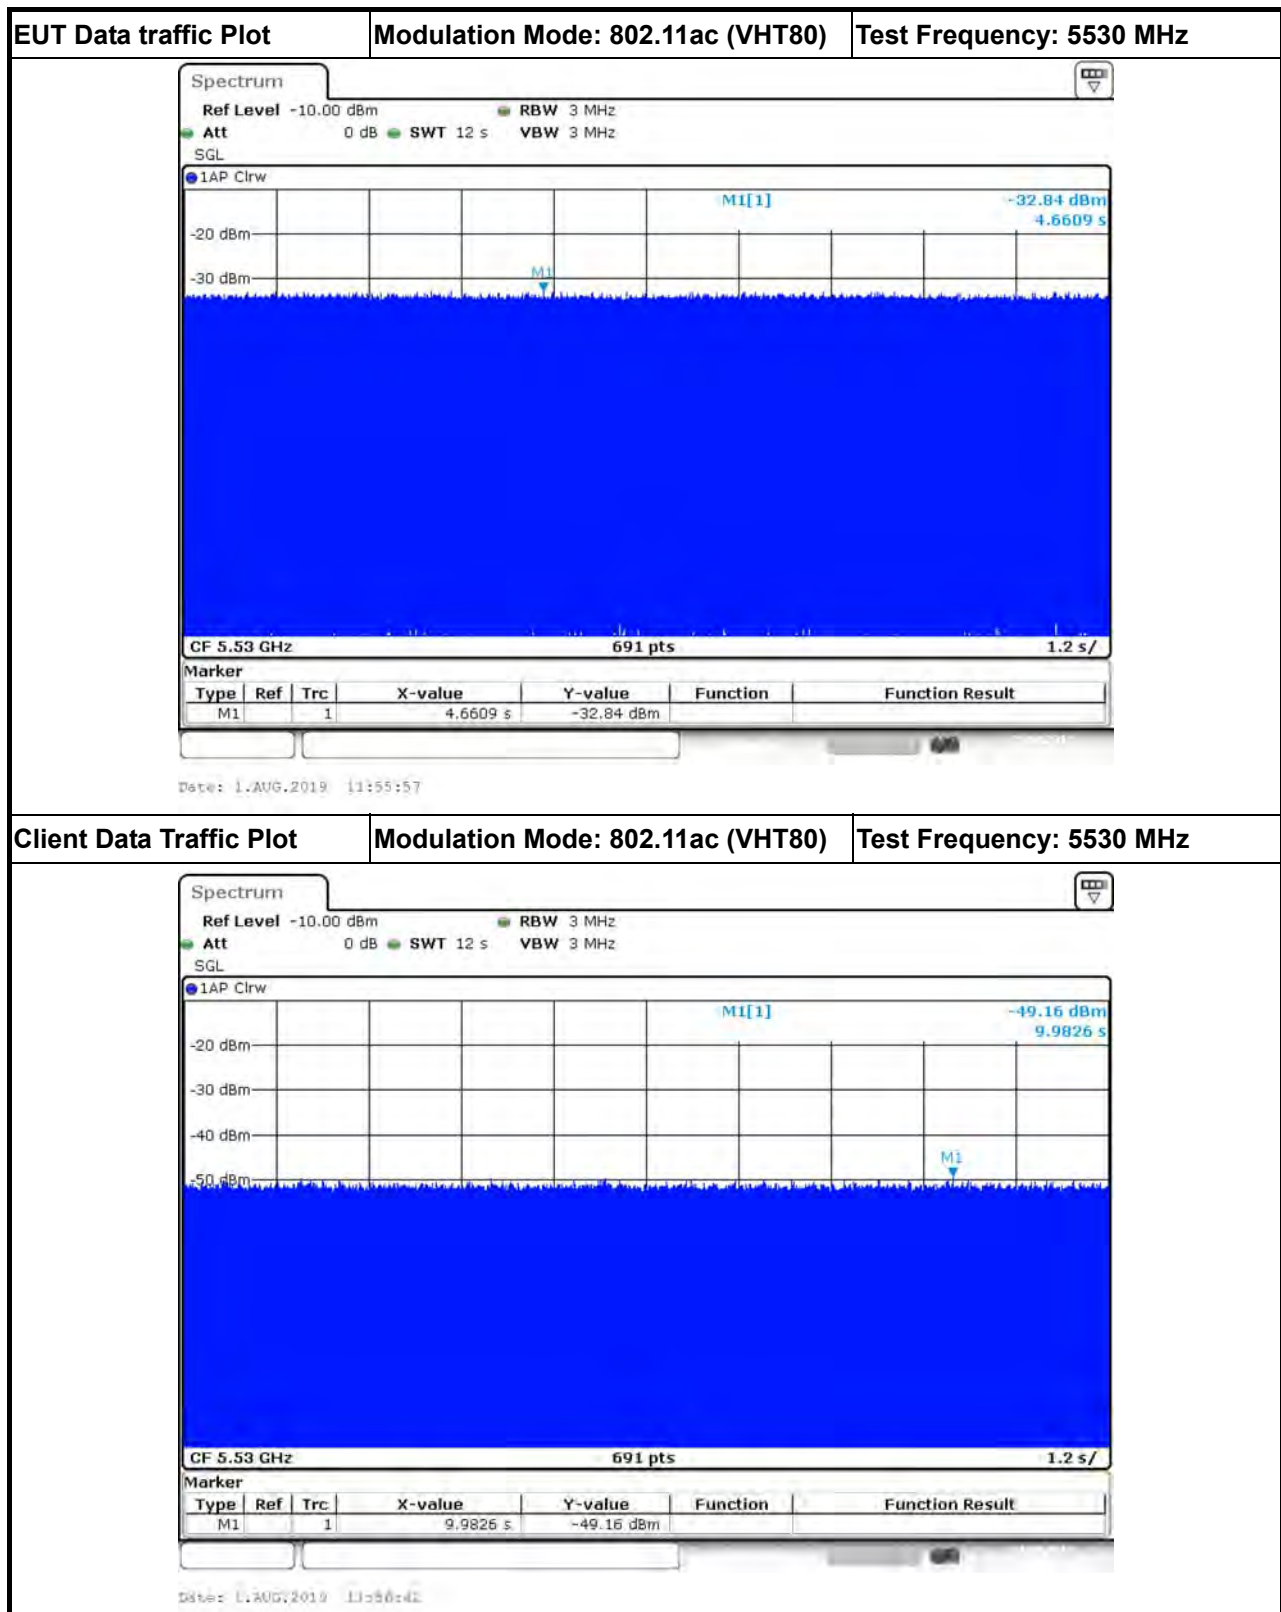 EUT Data traffic Plot Modulation Mode: 802.11ac (VHT80) Test Frequency: 5530 MHz
Spectrum
Ref Level -10.00 dBm RBW 3 MHz
Att 0 dB SWT 12 s VBW 3 MHz
SGL
1AP Clrw
M1[1] -32.84 dBm
4.6609 s
-20 dBm
-30 dBm
M1
CF 5.53 GHz 691 pts 1.2 s/
Marker
Type Ref Trc X-value Y-value Function Function Result
M1 1 4.6609 s -32.84 dBm
Date: 1.AUG.2019 11:55:57
Client Data Traffic Plot Modulation Mode: 802.11ac (VHT80) Test Frequency: 5530 MHz
Spectrum
Ref Level -10.00 dBm RBW 3 MHz
Att 0 dB SWT 12 s VBW 3 MHz
SGL
1AP Clrw
M1[1] -49.16 dBm
9.9826 s
-20 dBm
-30 dBm
-40 dBm
M1
-50 dBm
CF 5.53 GHz 691 pts 1.2 s/
Marker
Type Ref Trc X-value Y-value Function Function Result
M1 1 9.9826 s -49.16 dBm
Date: 1.AUG.2019